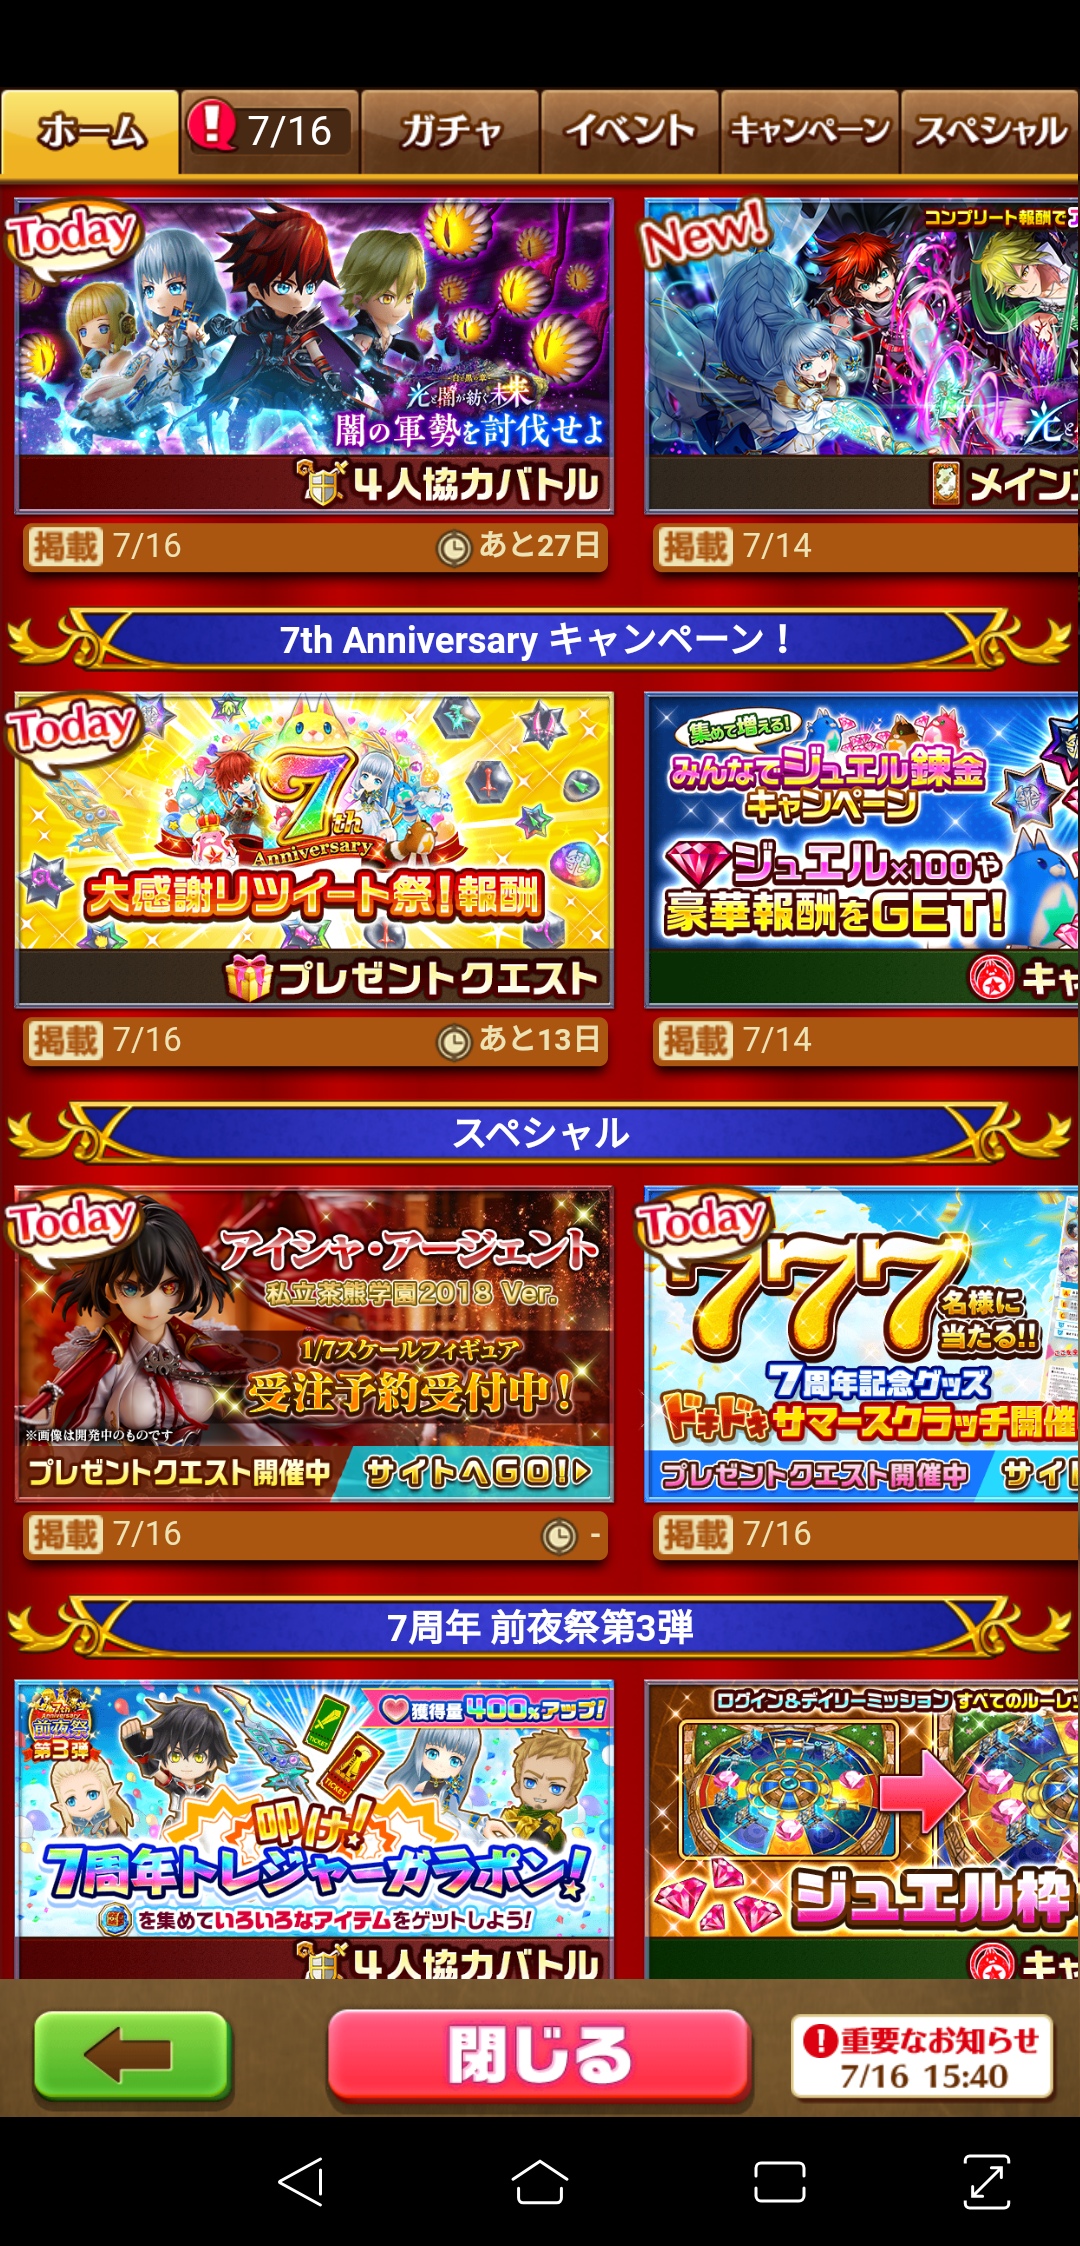 ホーム
7/16
ガチャ
イベント
キャンペーン
スペシャル
Today
光と闇が紡ぐ未来
闇の軍勢を討伐せよ
4人協力バトル
掲載 7/16
あと27日
New!
コンプリート報酬で
光と
メイン
掲載 7/14
7th Anniversary キャンペーン！
Today
7th
Anniversary
大感謝リツイート祭！報酬
プレゼントクエスト
掲載 7/16
あと13日
集めて増える！
みんなでジュエル錬金
キャンペーン
ジュエル×100や
豪華報酬をGET！
キャ
掲載 7/14
スペシャル
Today
アイシャ・アージェント
私立茶熊学園2018 Ver.
1/7スケールフィギュア
受注予約受付中！
※画像は開発中のものです
プレゼントクエスト開催中
サイトへGO！
掲載 7/16
-
Today
777
名様に
当たる!!
7周年記念グッズ
ドキドキサマースクラッチ開催
プレゼントクエスト開催中
サイト
掲載 7/16
7周年 前夜祭第3弾
7th
Anniversary
前夜祭
第3弾
獲得量400%アップ！
TICKET
TICKET
叩け！
7周年トレジャーガラポン！
を集めていろいろなアイテムをゲットしよう！
4人協力バトル
ログイン&デイリーミッション すべてのルーレッ
ジュエル枠
キャ
閉じる
重要なお知らせ
7/16 15:40